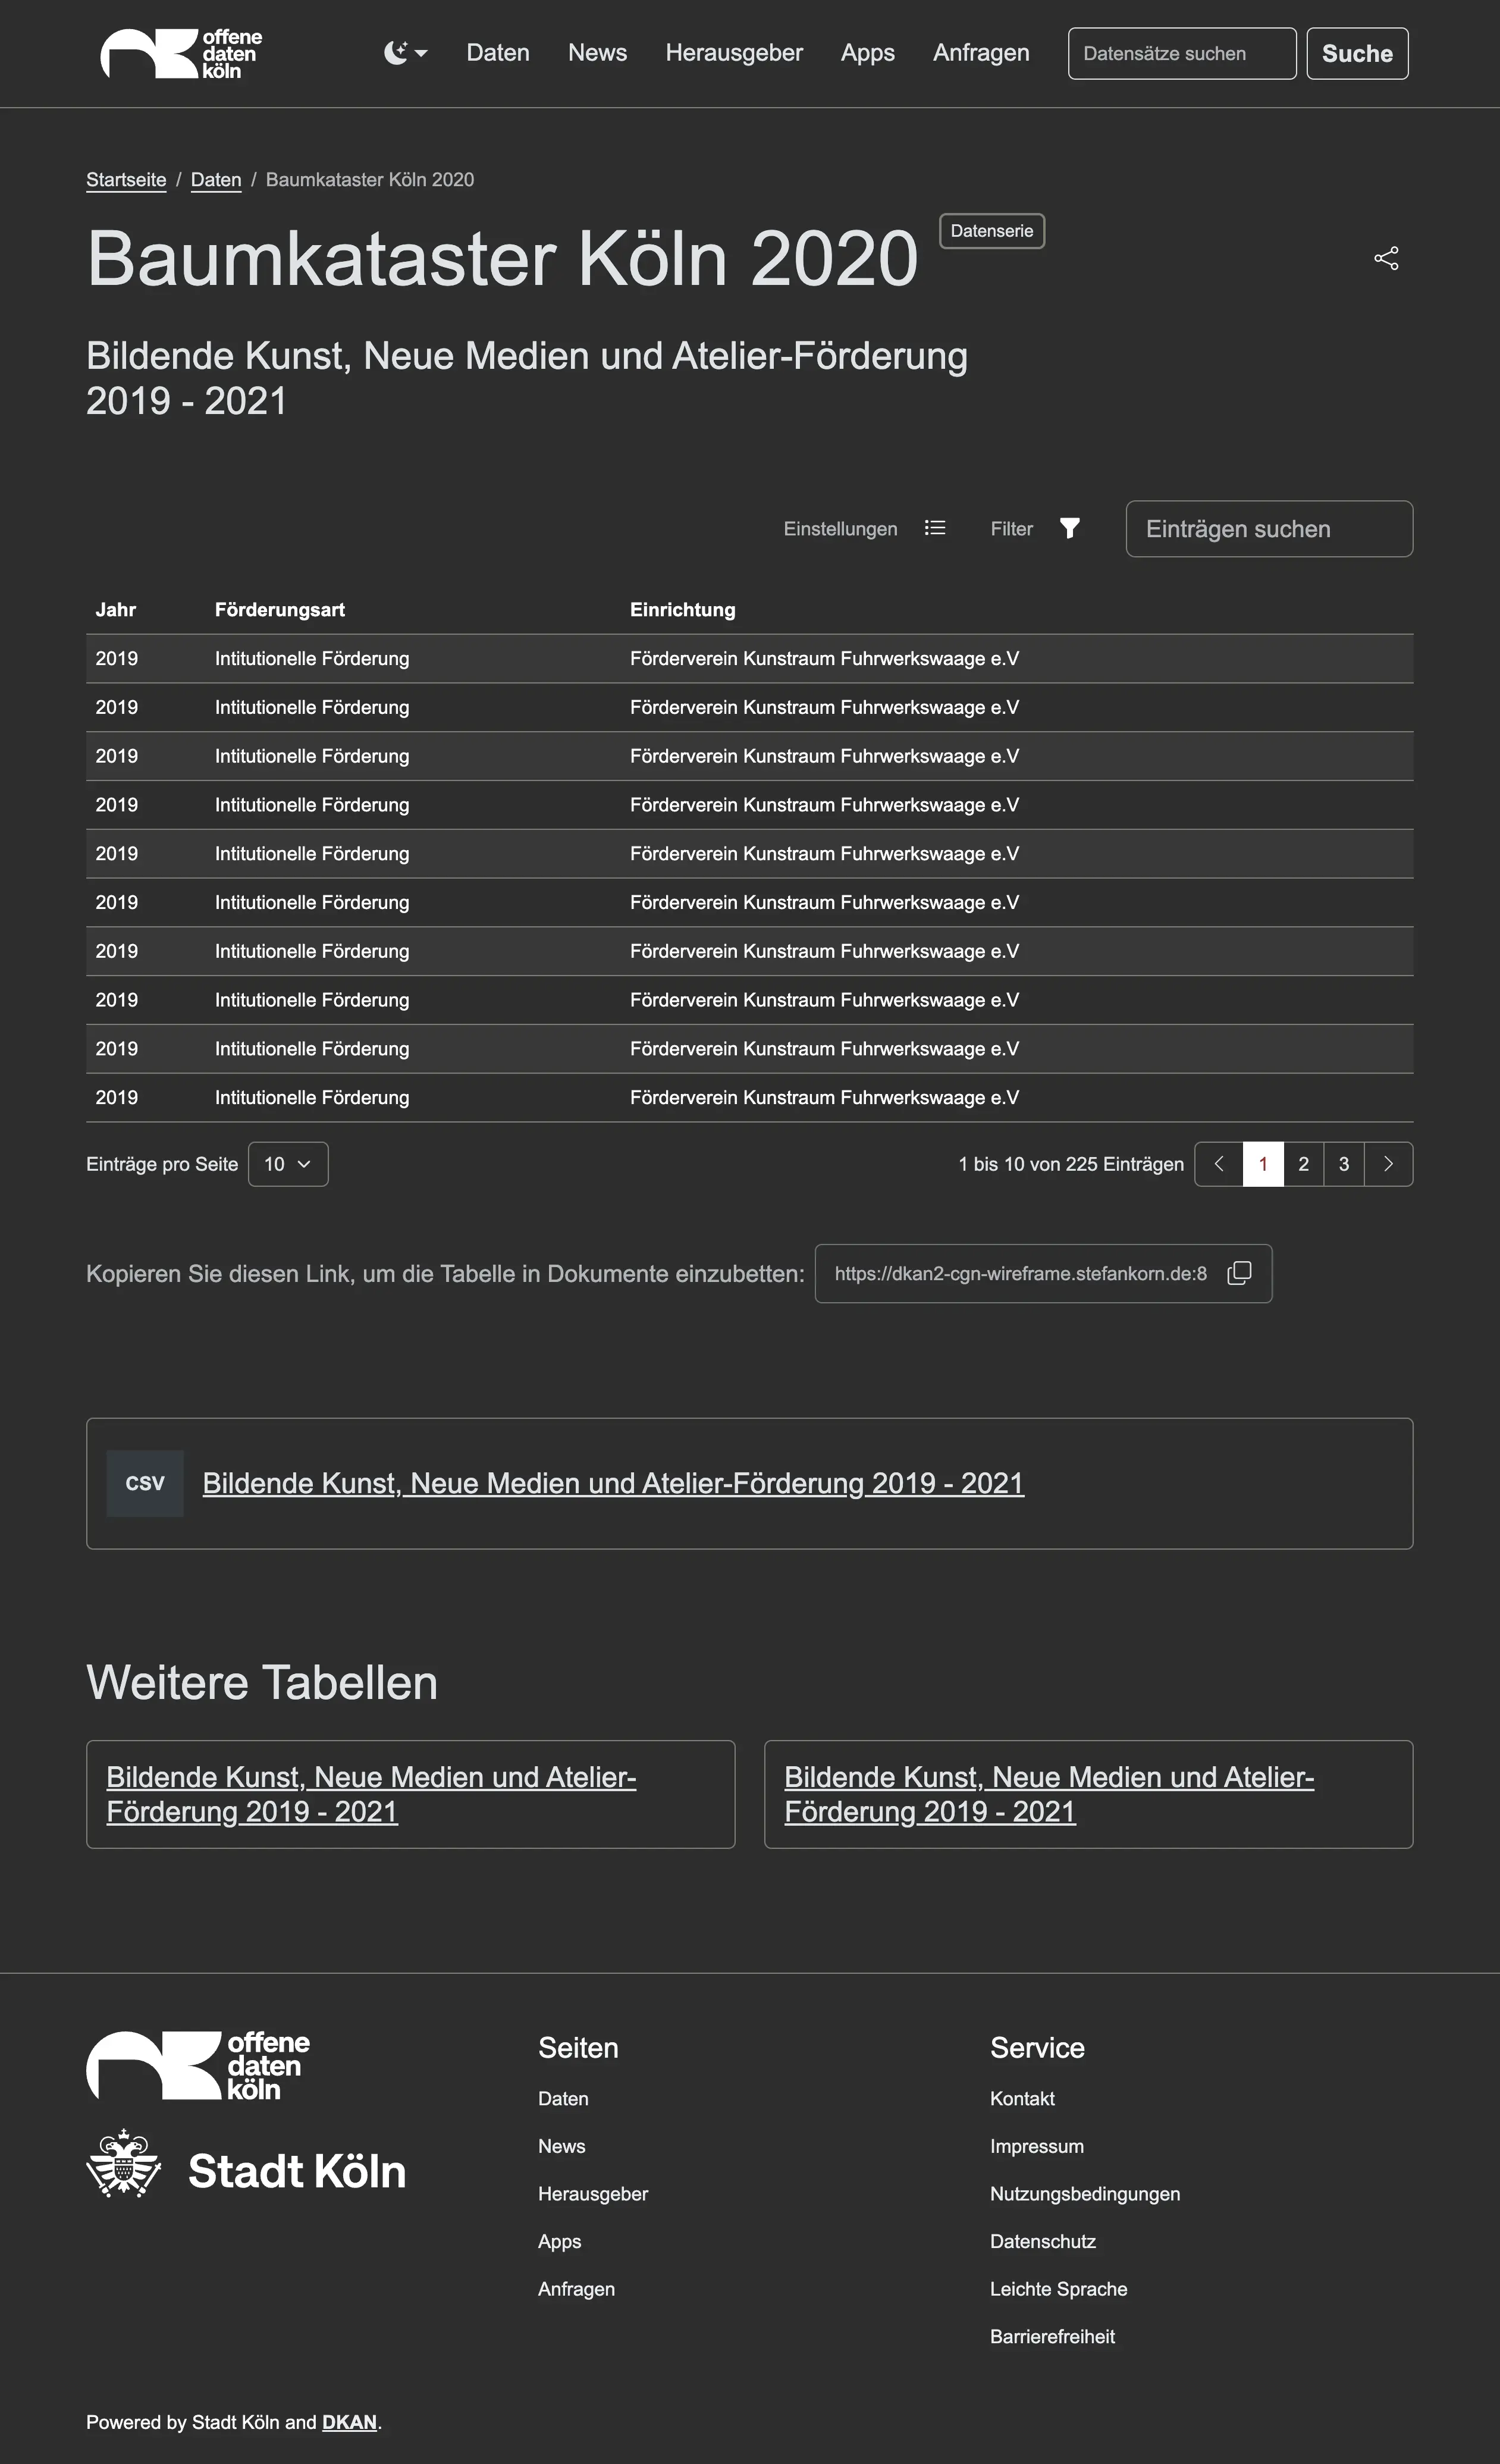 offene
daten
köln
Daten News Herausgeber Apps Anfragen Datensätze suchen Suche
Startseite / Daten / Baumkataster Köln 2020
Baumkataster Köln 2020 Datenserie
Bildende Kunst, Neue Medien und Atelier-Förderung
2019 - 2021
Einstellungen Filter Einträgen suchen
Jahr Förderungsart Einrichtung
2019 Intitutionelle Förderung Förderverein Kunstraum Fuhrwerkswaage e.V
2019 Intitutionelle Förderung Förderverein Kunstraum Fuhrwerkswaage e.V
2019 Intitutionelle Förderung Förderverein Kunstraum Fuhrwerkswaage e.V
2019 Intitutionelle Förderung Förderverein Kunstraum Fuhrwerkswaage e.V
2019 Intitutionelle Förderung Förderverein Kunstraum Fuhrwerkswaage e.V
2019 Intitutionelle Förderung Förderverein Kunstraum Fuhrwerkswaage e.V
2019 Intitutionelle Förderung Förderverein Kunstraum Fuhrwerkswaage e.V
2019 Intitutionelle Förderung Förderverein Kunstraum Fuhrwerkswaage e.V
2019 Intitutionelle Förderung Förderverein Kunstraum Fuhrwerkswaage e.V
2019 Intitutionelle Förderung Förderverein Kunstraum Fuhrwerkswaage e.V
Einträge pro Seite 10 1 bis 10 von 225 Einträgen 1 2 3
Kopieren Sie diesen Link, um die Tabelle in Dokumente einzubetten: https://dkan2-cgn-wireframe.stefankorn.de:8
CSV Bildende Kunst, Neue Medien und Atelier-Förderung 2019 - 2021
Weitere Tabellen
Bildende Kunst, Neue Medien und Atelier-
Förderung 2019 - 2021
Bildende Kunst, Neue Medien und Atelier-
Förderung 2019 - 2021
offene
daten
köln
Stadt Köln
Seiten
Daten
News
Herausgeber
Apps
Anfragen
Service
Kontakt
Impressum
Nutzungsbedingungen
Datenschutz
Leichte Sprache
Barrierefreiheit
Powered by Stadt Köln and DKAN.